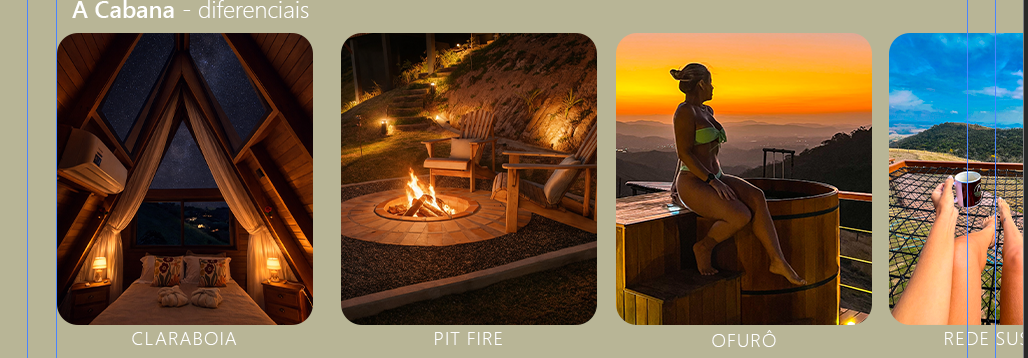 A Cabana - diferenciais
CLARABOIA
PIT FIRE
OFURÔ
REDE SUS